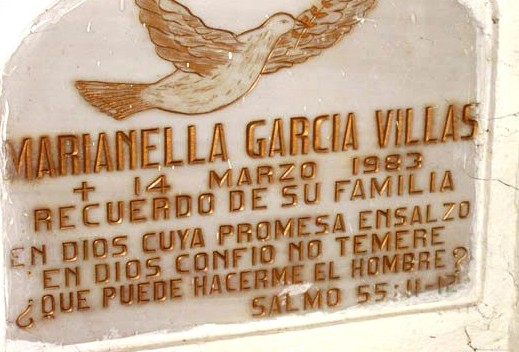 MARIANELLA GARCIA VILLAS
+ 14 MARZO 1983
RECUERDO DE SU FAMILIA
EN DIOS CUYA PROMESA ENSALZO
EN DIOS CONFIO NO TEMERE
¿QUE PUEDE HACERME EL HOMBRE?
SALMO 55:11-12